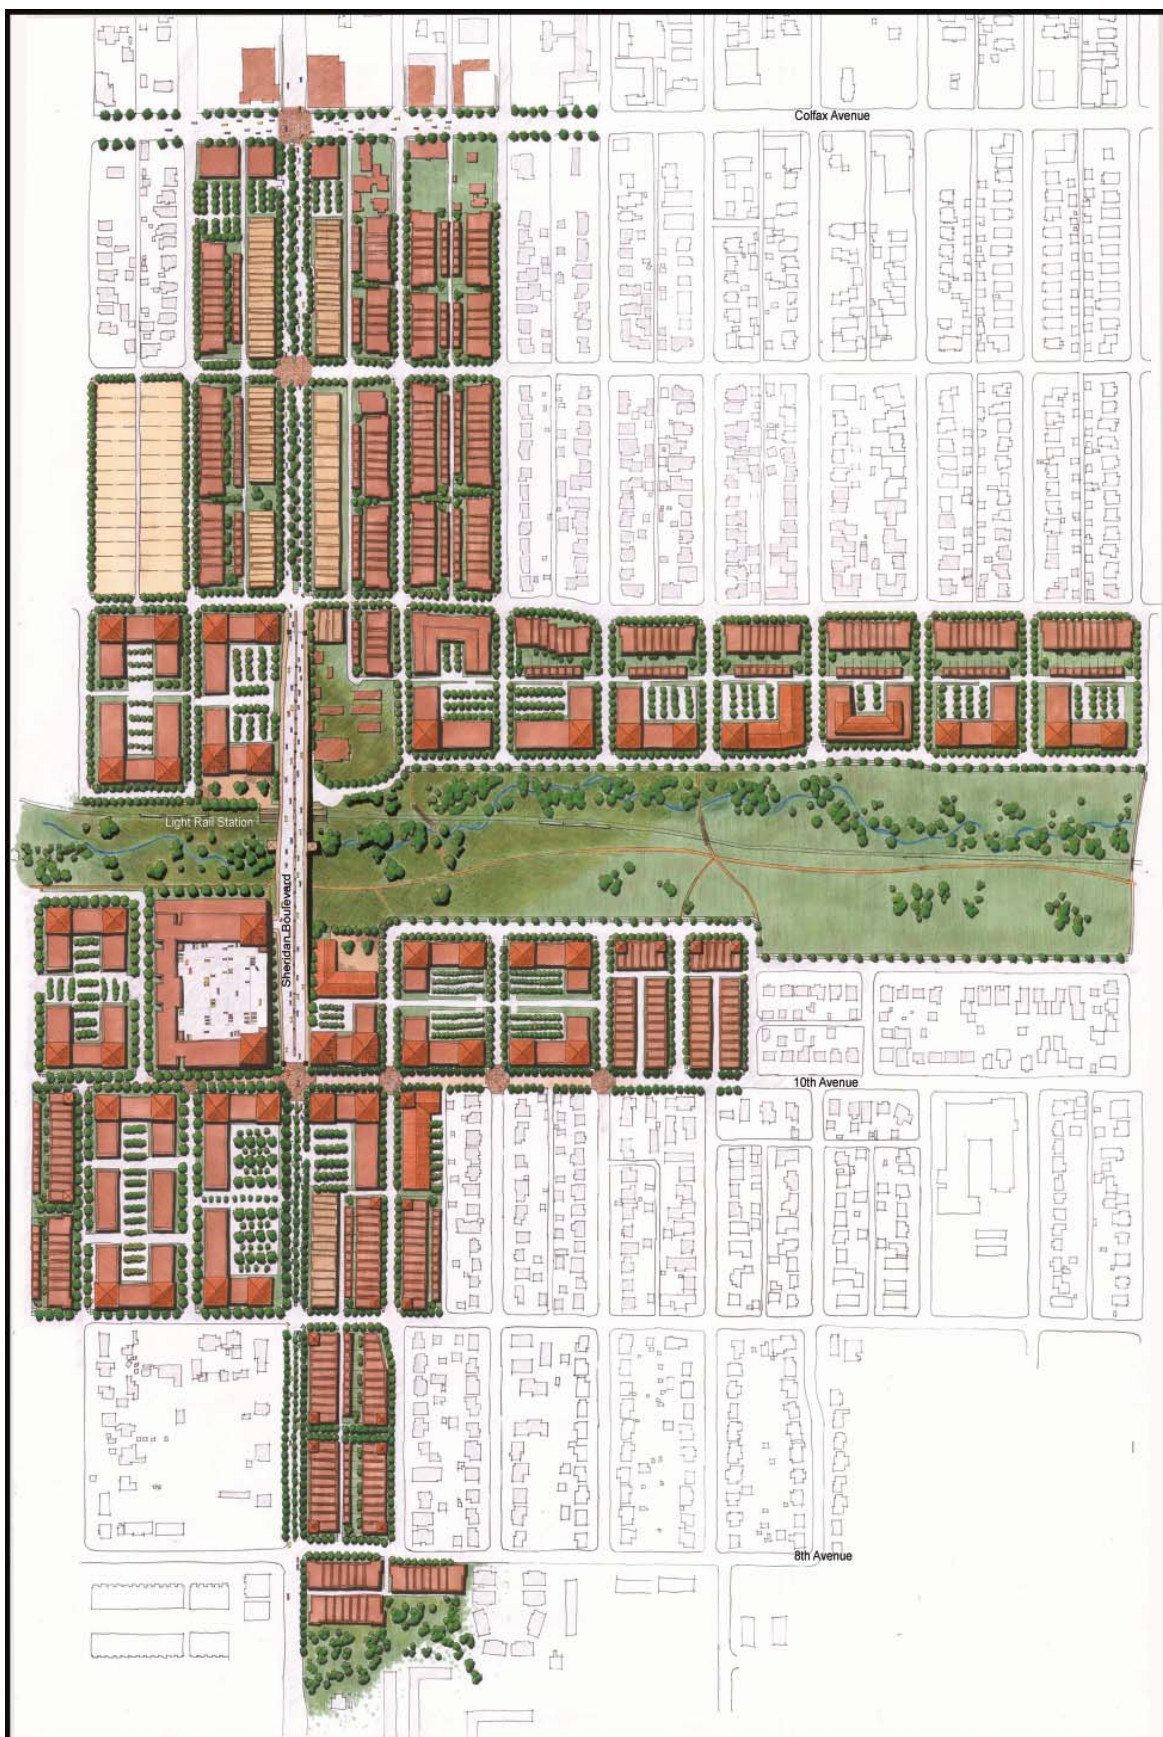 Colfax Avenue
Light Rail Station
Sheridan Boulevard
10th Avenue
8th Avenue